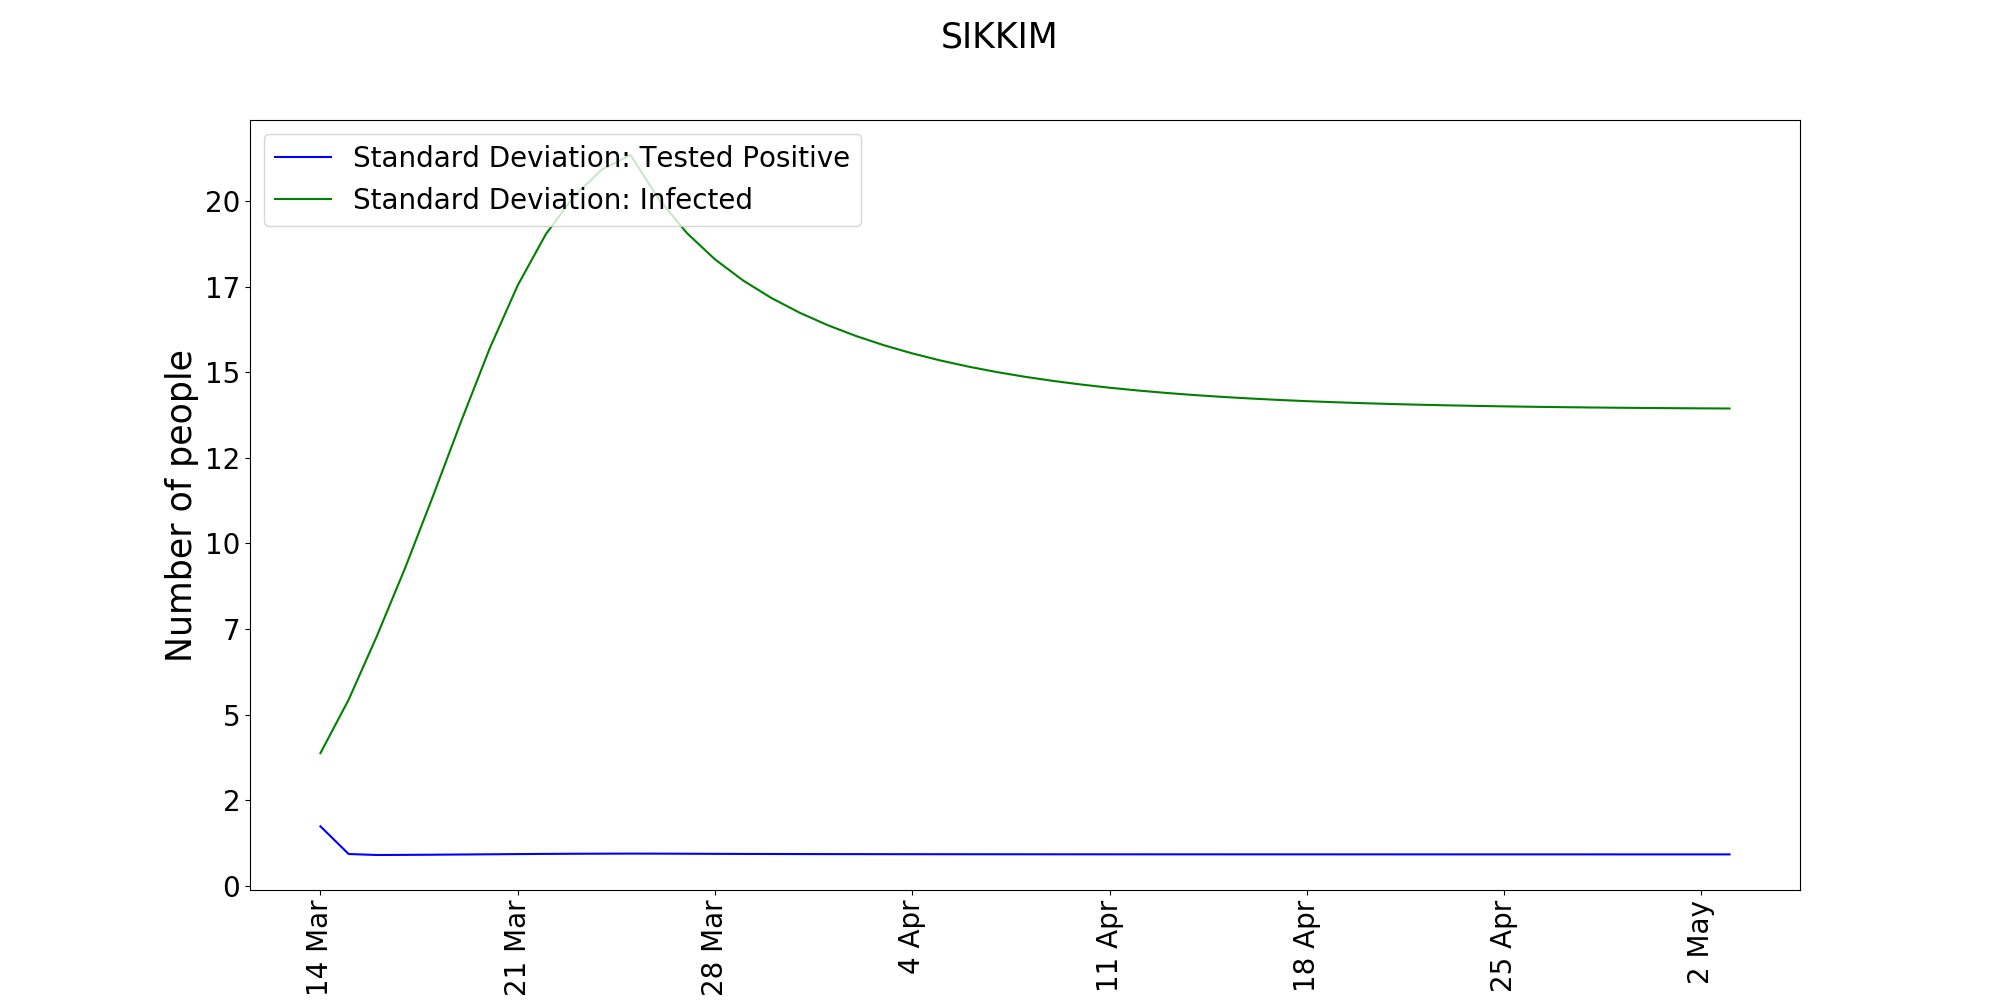 SIKKIM
Standard Deviation: Tested Positive
Standard Deviation: Infected
Number of people
20
17
15
12
10
7
5
2
0
14 Mar
21 Mar
28 Mar
4 Apr
11 Apr
18 Apr
25 Apr
2 May